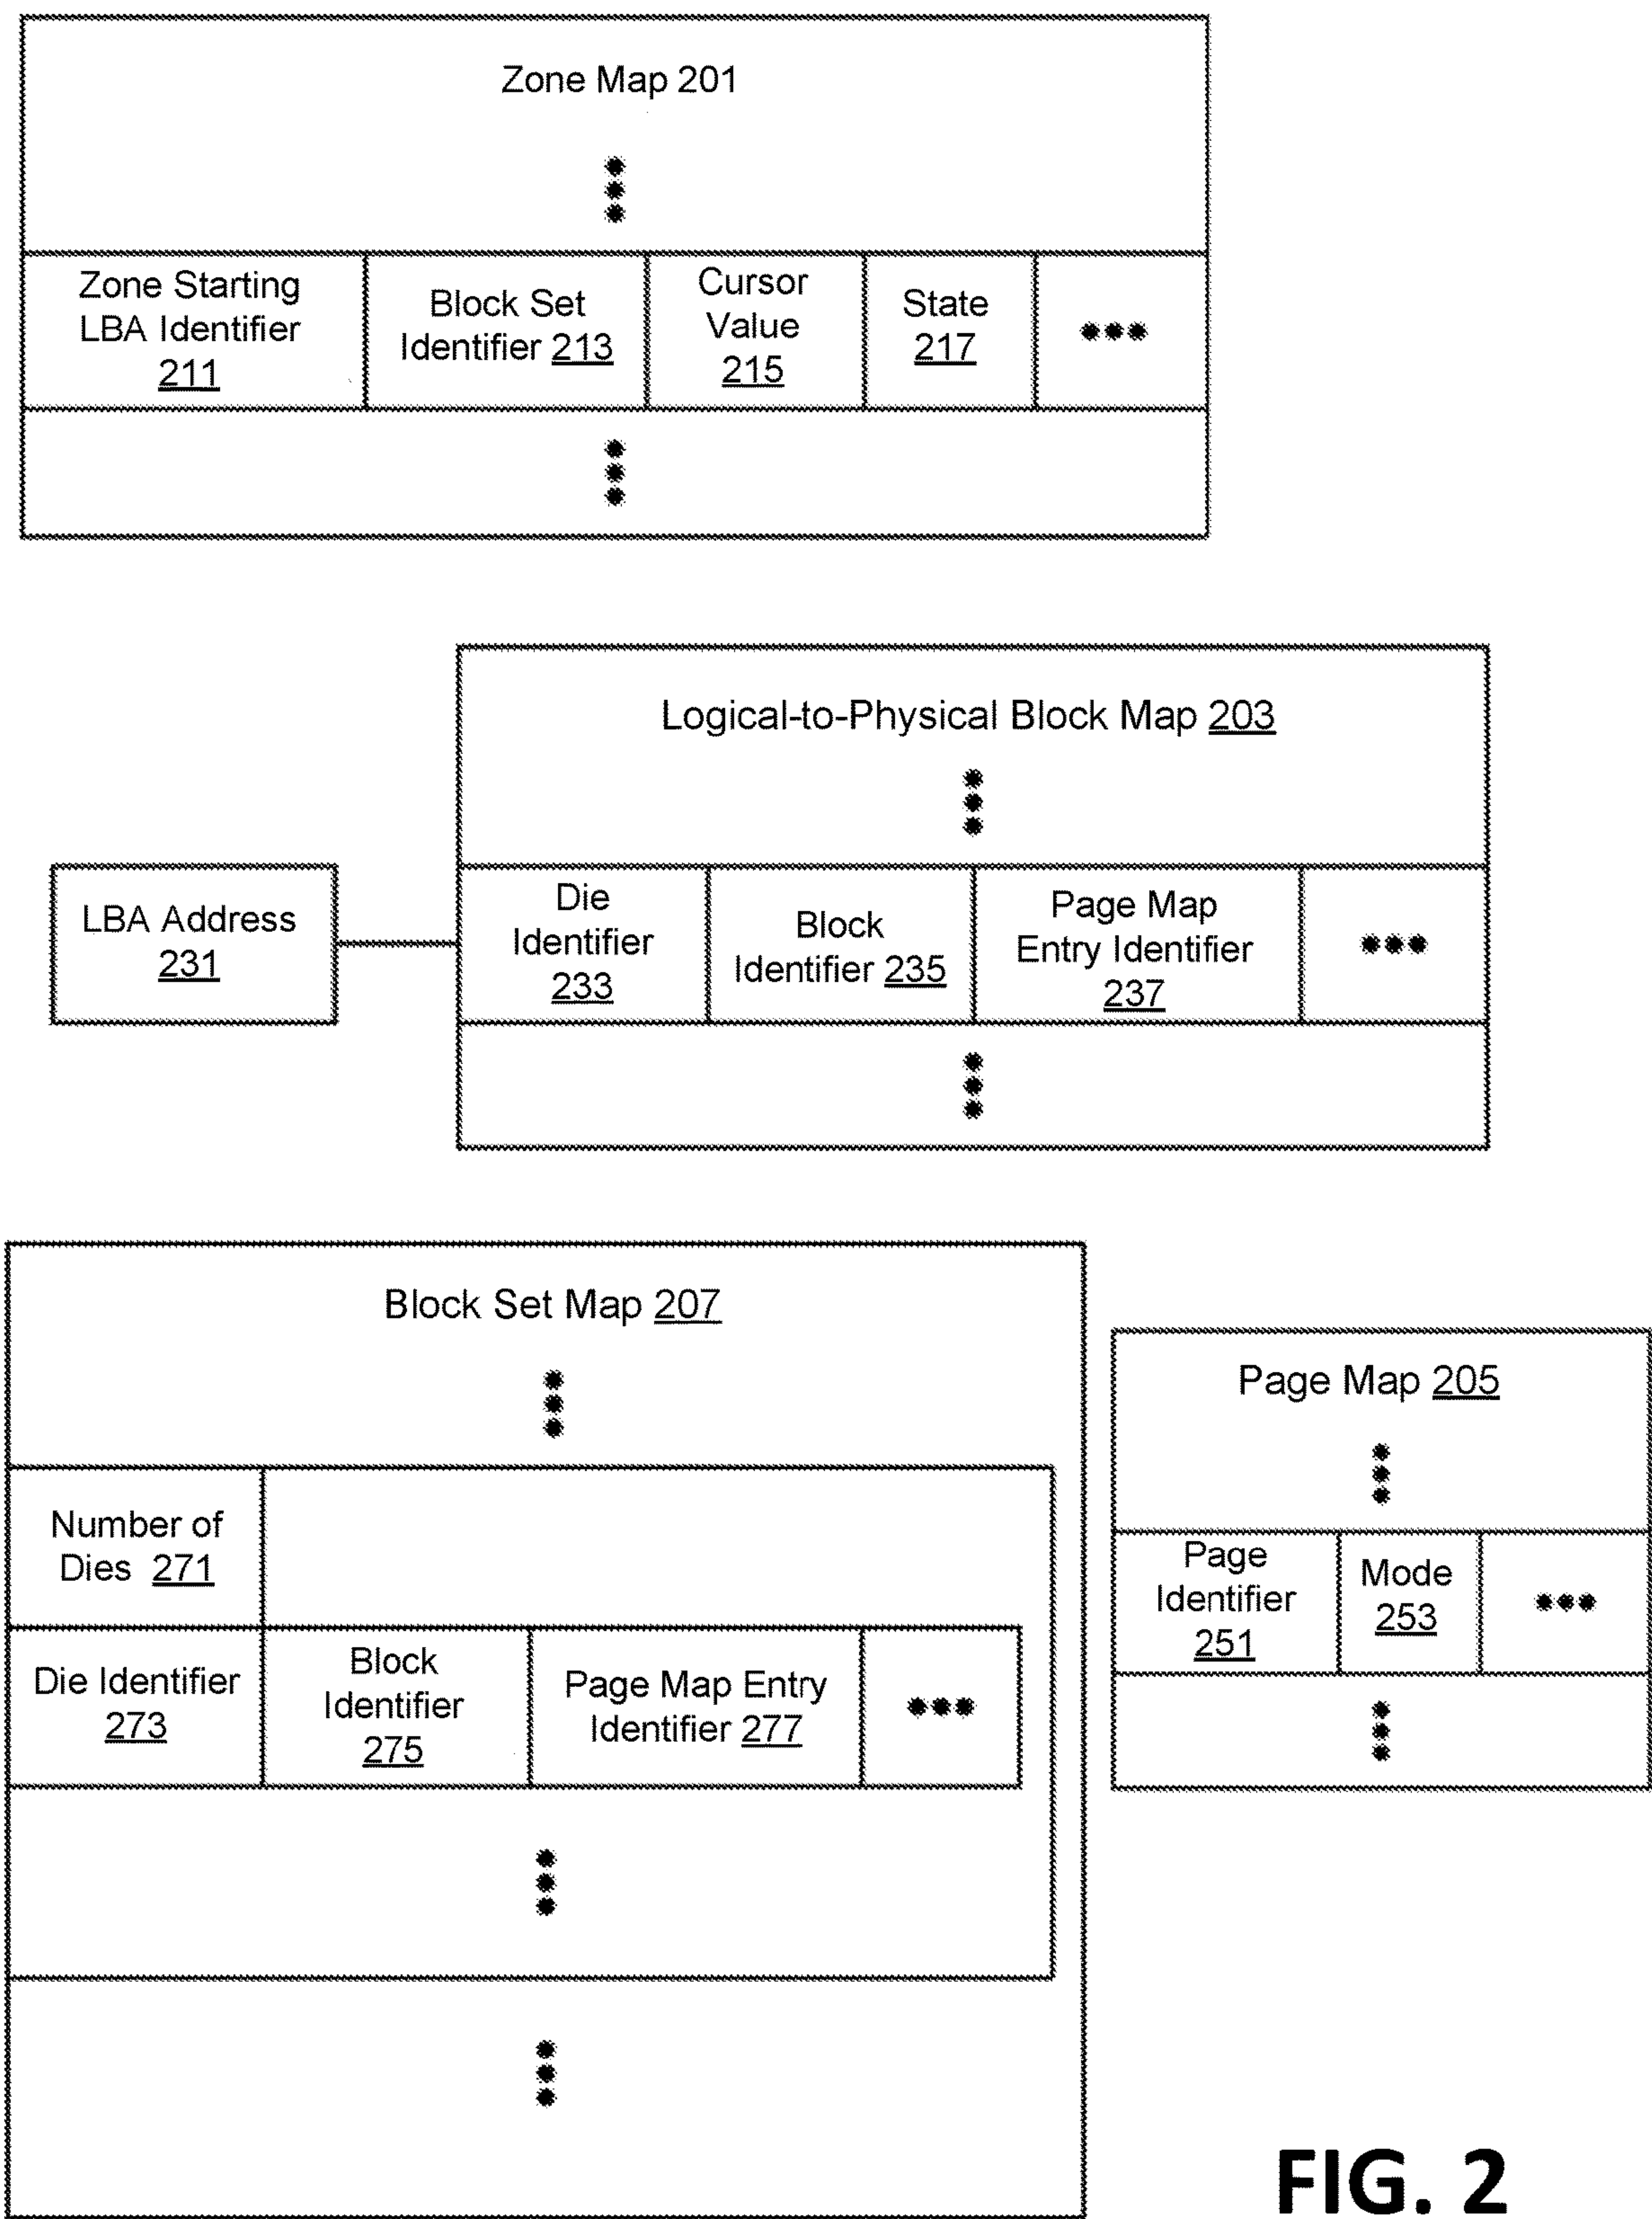 Zone Map 201
Zone Starting
LBA Identifier
211
Block Set
Identifier 213
Cursor
Value
215
State
217
Logical-to-Physical Block Map 203
LBA Address
231
Die
Identifier
233
Block
Identifier 235
Page Map
Entry Identifier
237
Block Set Map 207
Number of
Dies 271
Die Identifier
273
Block
Identifier
275
Page Map Entry
Identifier 277
Page Map 205
Page
Identifier
251
Mode
253
FIG. 2